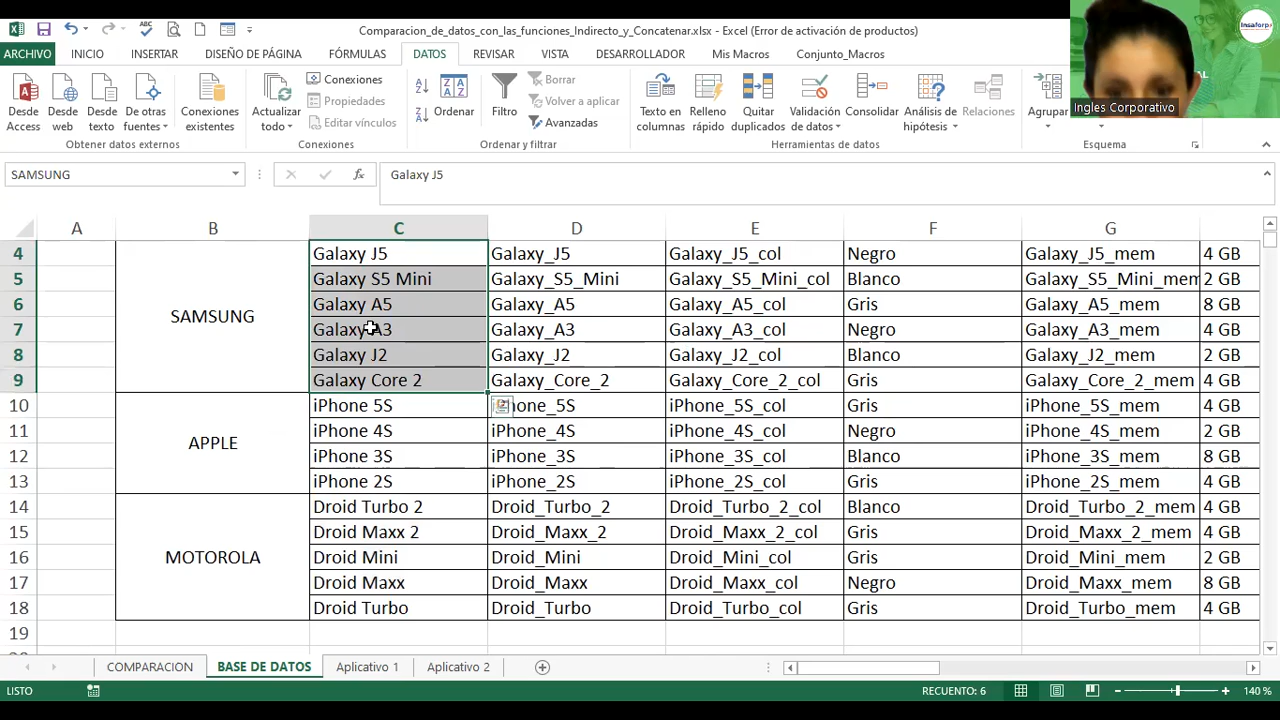 Comparacion_de_datos_con_las_funciones_Indirecto_y_Concatenar.xlsx - Excel (Error de activación de productos)
ARCHIVO INICIO INSERTAR DISEÑO DE PÁGINA FÓRMULAS DATOS REVISAR VISTA DESARROLLADOR Mis Macros Conjunto_Macros
Insaforp
Ingles Corporativo
Desde Access
Desde web
Desde texto
De otras fuentes
Conexiones existentes
Obtener datos externos
Actualizar todo
Conexiones
Propiedades
Editar vínculos
Conexiones
Ordenar
Filtro
Borrar
Volver a aplicar
Avanzadas
Ordenar y filtrar
Texto en columnas
Relleno rápido
Quitar duplicados
Validación de datos
Consolidar
Análisis de hipótesis
Relaciones
Herramientas de datos
Agrupar
Esquema
SAMSUNG
Galaxy J5
A B C D E F G
4 Galaxy J5 Galaxy_J5 Galaxy_J5_col Negro Galaxy_J5_mem 4 GB
5 Galaxy S5 Mini Galaxy_S5_Mini Galaxy_S5_Mini_col Blanco Galaxy_S5_Mini_mem 2 GB
6 SAMSUNG Galaxy A5 Galaxy_A5 Galaxy_A5_col Gris Galaxy_A5_mem 8 GB
7 Galaxy A3 Galaxy_A3 Galaxy_A3_col Negro Galaxy_A3_mem 4 GB
8 Galaxy J2 Galaxy_J2 Galaxy_J2_col Blanco Galaxy_J2_mem 2 GB
9 Galaxy Core 2 Galaxy_Core_2 Galaxy_Core_2_col Gris Galaxy_Core_2_mem 4 GB
10 iPhone 5S hone_5S iPhone_5S_col Gris iPhone_5S_mem 4 GB
11 APPLE iPhone 4S iPhone_4S iPhone_4S_col Negro iPhone_4S_mem 2 GB
12 iPhone 3S iPhone_3S iPhone_3S_col Blanco iPhone_3S_mem 8 GB
13 iPhone 2S iPhone_2S iPhone_2S_col Gris iPhone_2S_mem 4 GB
14 Droid Turbo 2 Droid_Turbo_2 Droid_Turbo_2_col Blanco Droid_Turbo_2_mem 4 GB
15 Droid Maxx 2 Droid_Maxx_2 Droid_Maxx_2_col Gris Droid_Maxx_2_mem 4 GB
16 MOTOROLA Droid Mini Droid_Mini Droid_Mini_col Gris Droid_Mini_mem 2 GB
17 Droid Maxx Droid_Maxx Droid_Maxx_col Negro Droid_Maxx_mem 8 GB
18 Droid Turbo Droid_Turbo Droid_Turbo_col Gris Droid_Turbo_mem 4 GB
19
COMPARACION BASE DE DATOS Aplicativo 1 Aplicativo 2
LISTO RECUENTO: 6 140 %